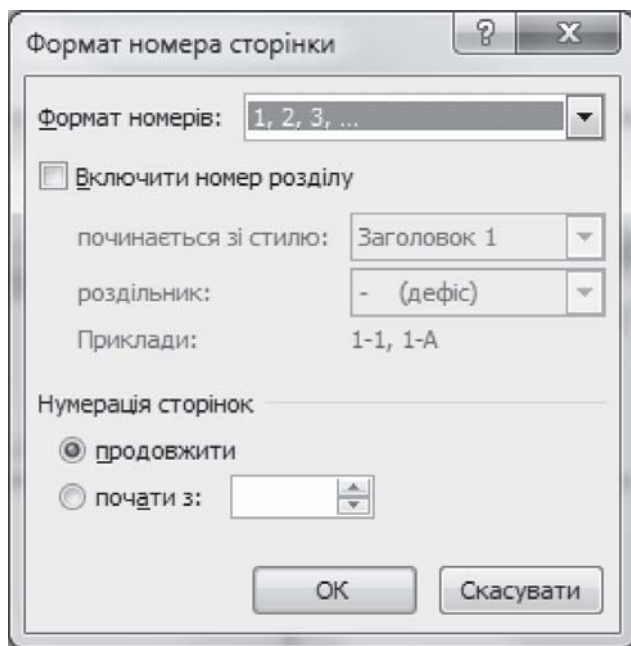 Формат номера сторінки
Формат номерів: 1, 2, 3, ...
Включити номер розділу
починається зі стилю: Заголовок 1
роздільник: - (дефіс)
Приклади: 1-1, 1-A
Нумерація сторінок
продовжити
почати з:
ОК Скасувати